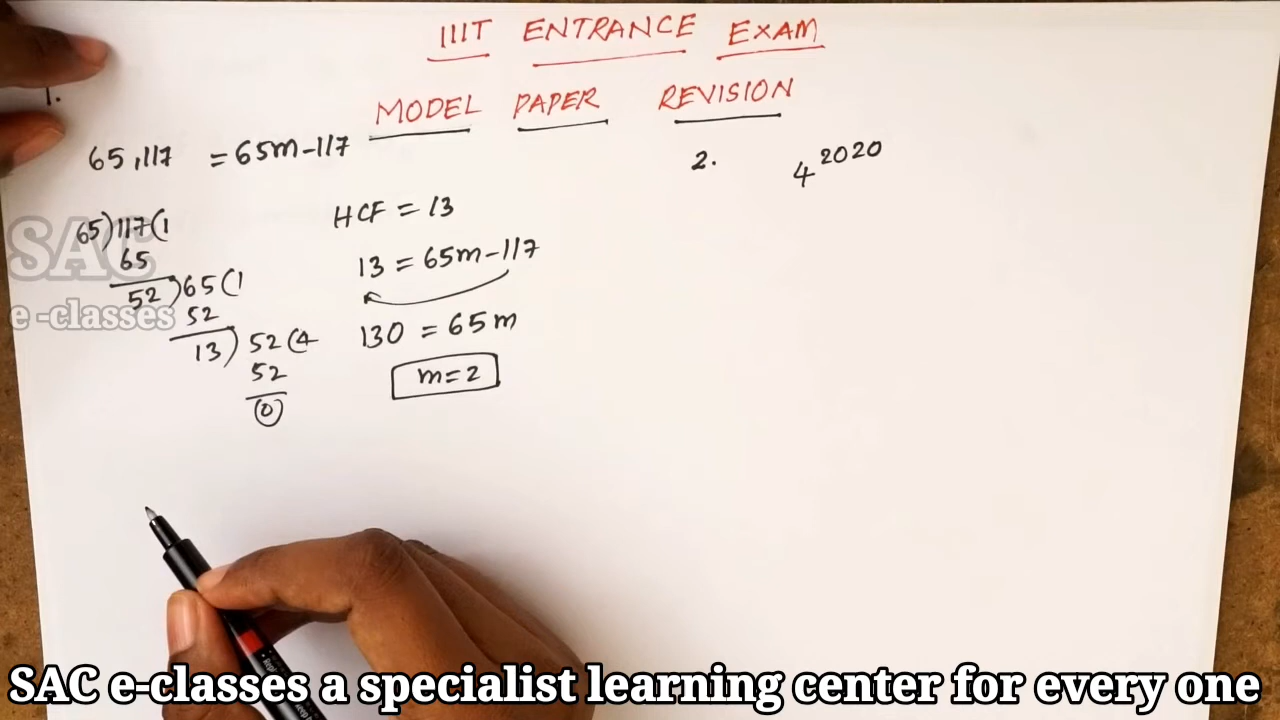 IIIT ENTRANCE EXAM
MODEL PAPER REVISION
1.
65,117 = 65m-117
65)117(1
65
52)65(1
52
13)52(4
52
0
HCF = 13
13 = 65m-117
130 = 65m
m=2
2. 4^2020
SAC
e-classes
SAC e-classes a specialist learning center for every one